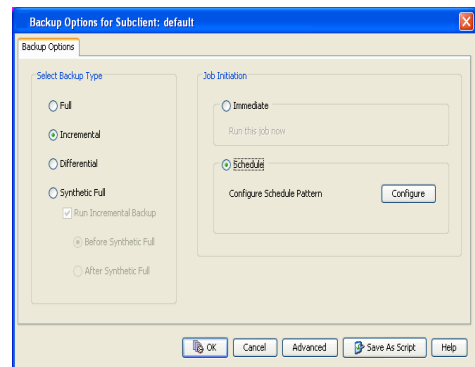 Backup Options for Subclient: default
Backup Options
Select Backup Type
Full
Incremental
Differential
Synthetic Full
Run Incremental Backup
Before Synthetic Full
After Synthetic Full
Job Initiation
Immediate
Run this job now
Schedule
Configure Schedule Pattern
Configure
OK
Cancel
Advanced
Save As Script
Help